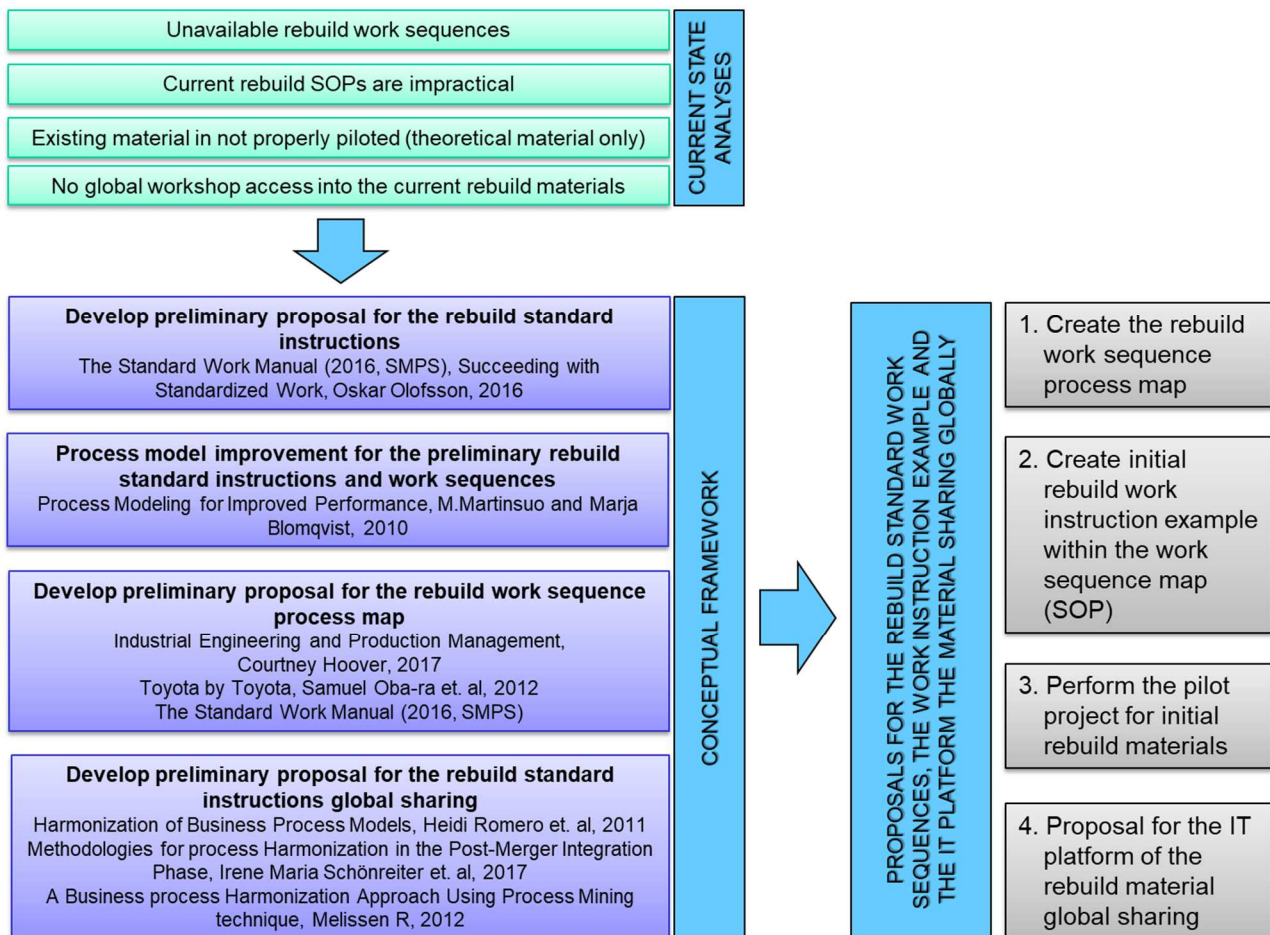 Unavailable rebuild work sequences
Current rebuild SOPs are impractical
Existing material in not properly piloted (theoretical material only)
No global workshop access into the current rebuild materials
CURRENT STATE
ANALYSES
Develop preliminary proposal for the rebuild standard
instructions
The Standard Work Manual (2016, SMPS), Succeeding with
Standardized Work, Oskar Olofsson, 2016
Process model improvement for the preliminary rebuild
standard instructions and work sequences
Process Modeling for Improved Performance, M.Martinsuo and Marja
Blomqvist, 2010
Develop preliminary proposal for the rebuild work sequence
process map
Industrial Engineering and Production Management,
Courtney Hoover, 2017
Toyota by Toyota, Samuel Oba-ra et. al, 2012
The Standard Work Manual (2016, SMPS)
Develop preliminary proposal for the rebuild standard
instructions global sharing
Harmonization of Business Process Models, Heidi Romero et. al, 2011
Methodologies for process Harmonization in the Post-Merger Integration
Phase, Irene Maria Schönreiter et. al, 2017
A Business process Harmonization Approach Using Process Mining
technique, Melissen R, 2012
CONCEPTUAL FRAMEWORK
PROPOSALS FOR THE REBUILD STANDARD WORK
SEQUENCES, THE WORK INSTRUCTION EXAMPLE AND
THE IT PLATFORM THE MATERIAL SHARING GLOBALLY
1. Create the rebuild
work sequence
process map
2. Create initial
rebuild work
instruction example
within the work
sequence map
(SOP)
3. Perform the pilot
project for initial
rebuild materials
4. Proposal for the IT
platform of the
rebuild material
global sharing